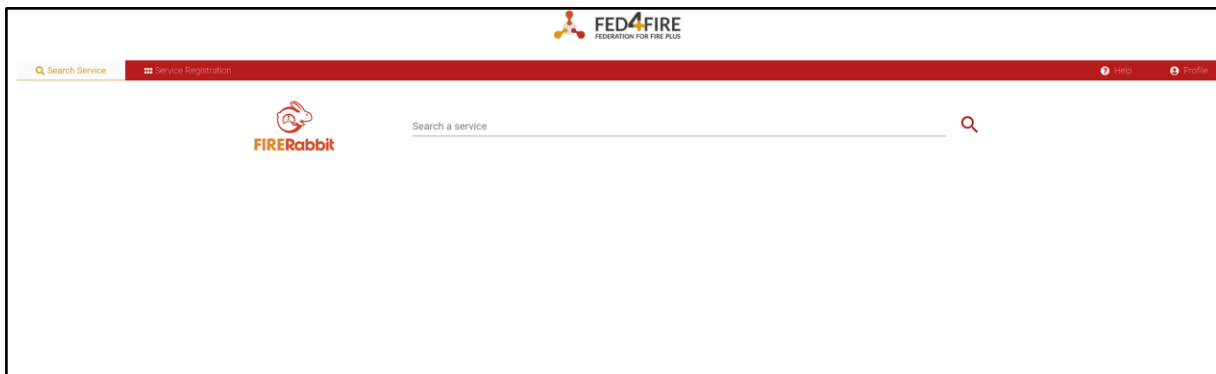 FED4FIRE
FEDERATION FOR FIRE PLUS
Search Service
Service Registration
Help
Profile
Search a service
FIRERabbit